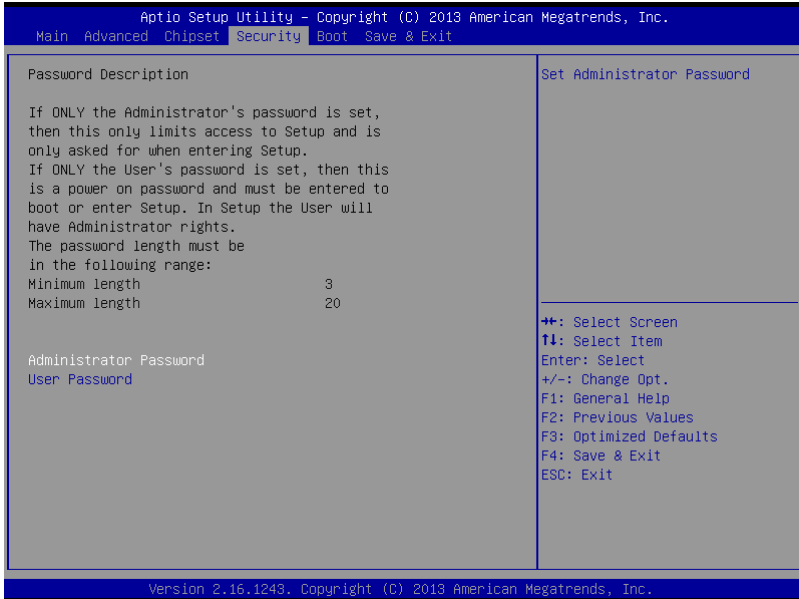 Aptio Setup Utility – Copyright (C) 2013 American Megatrends, Inc.
Main Advanced Chipset Security Boot Save & Exit
Password Description
If ONLY the Administrator's password is set,
then this only limits access to Setup and is
only asked for when entering Setup.
If ONLY the User's password is set, then this
is a power on password and must be entered to
boot or enter Setup. In Setup the User will
have Administrator rights.
The password length must be
in the following range:
Minimum length 3
Maximum length 20
Administrator Password
User Password
Set Administrator Password
→←: Select Screen
↑↓: Select Item
Enter: Select
+/-: Change Opt.
F1: General Help
F2: Previous Values
F3: Optimized Defaults
F4: Save & Exit
ESC: Exit
Version 2.16.1243. Copyright (C) 2013 American Megatrends, Inc.